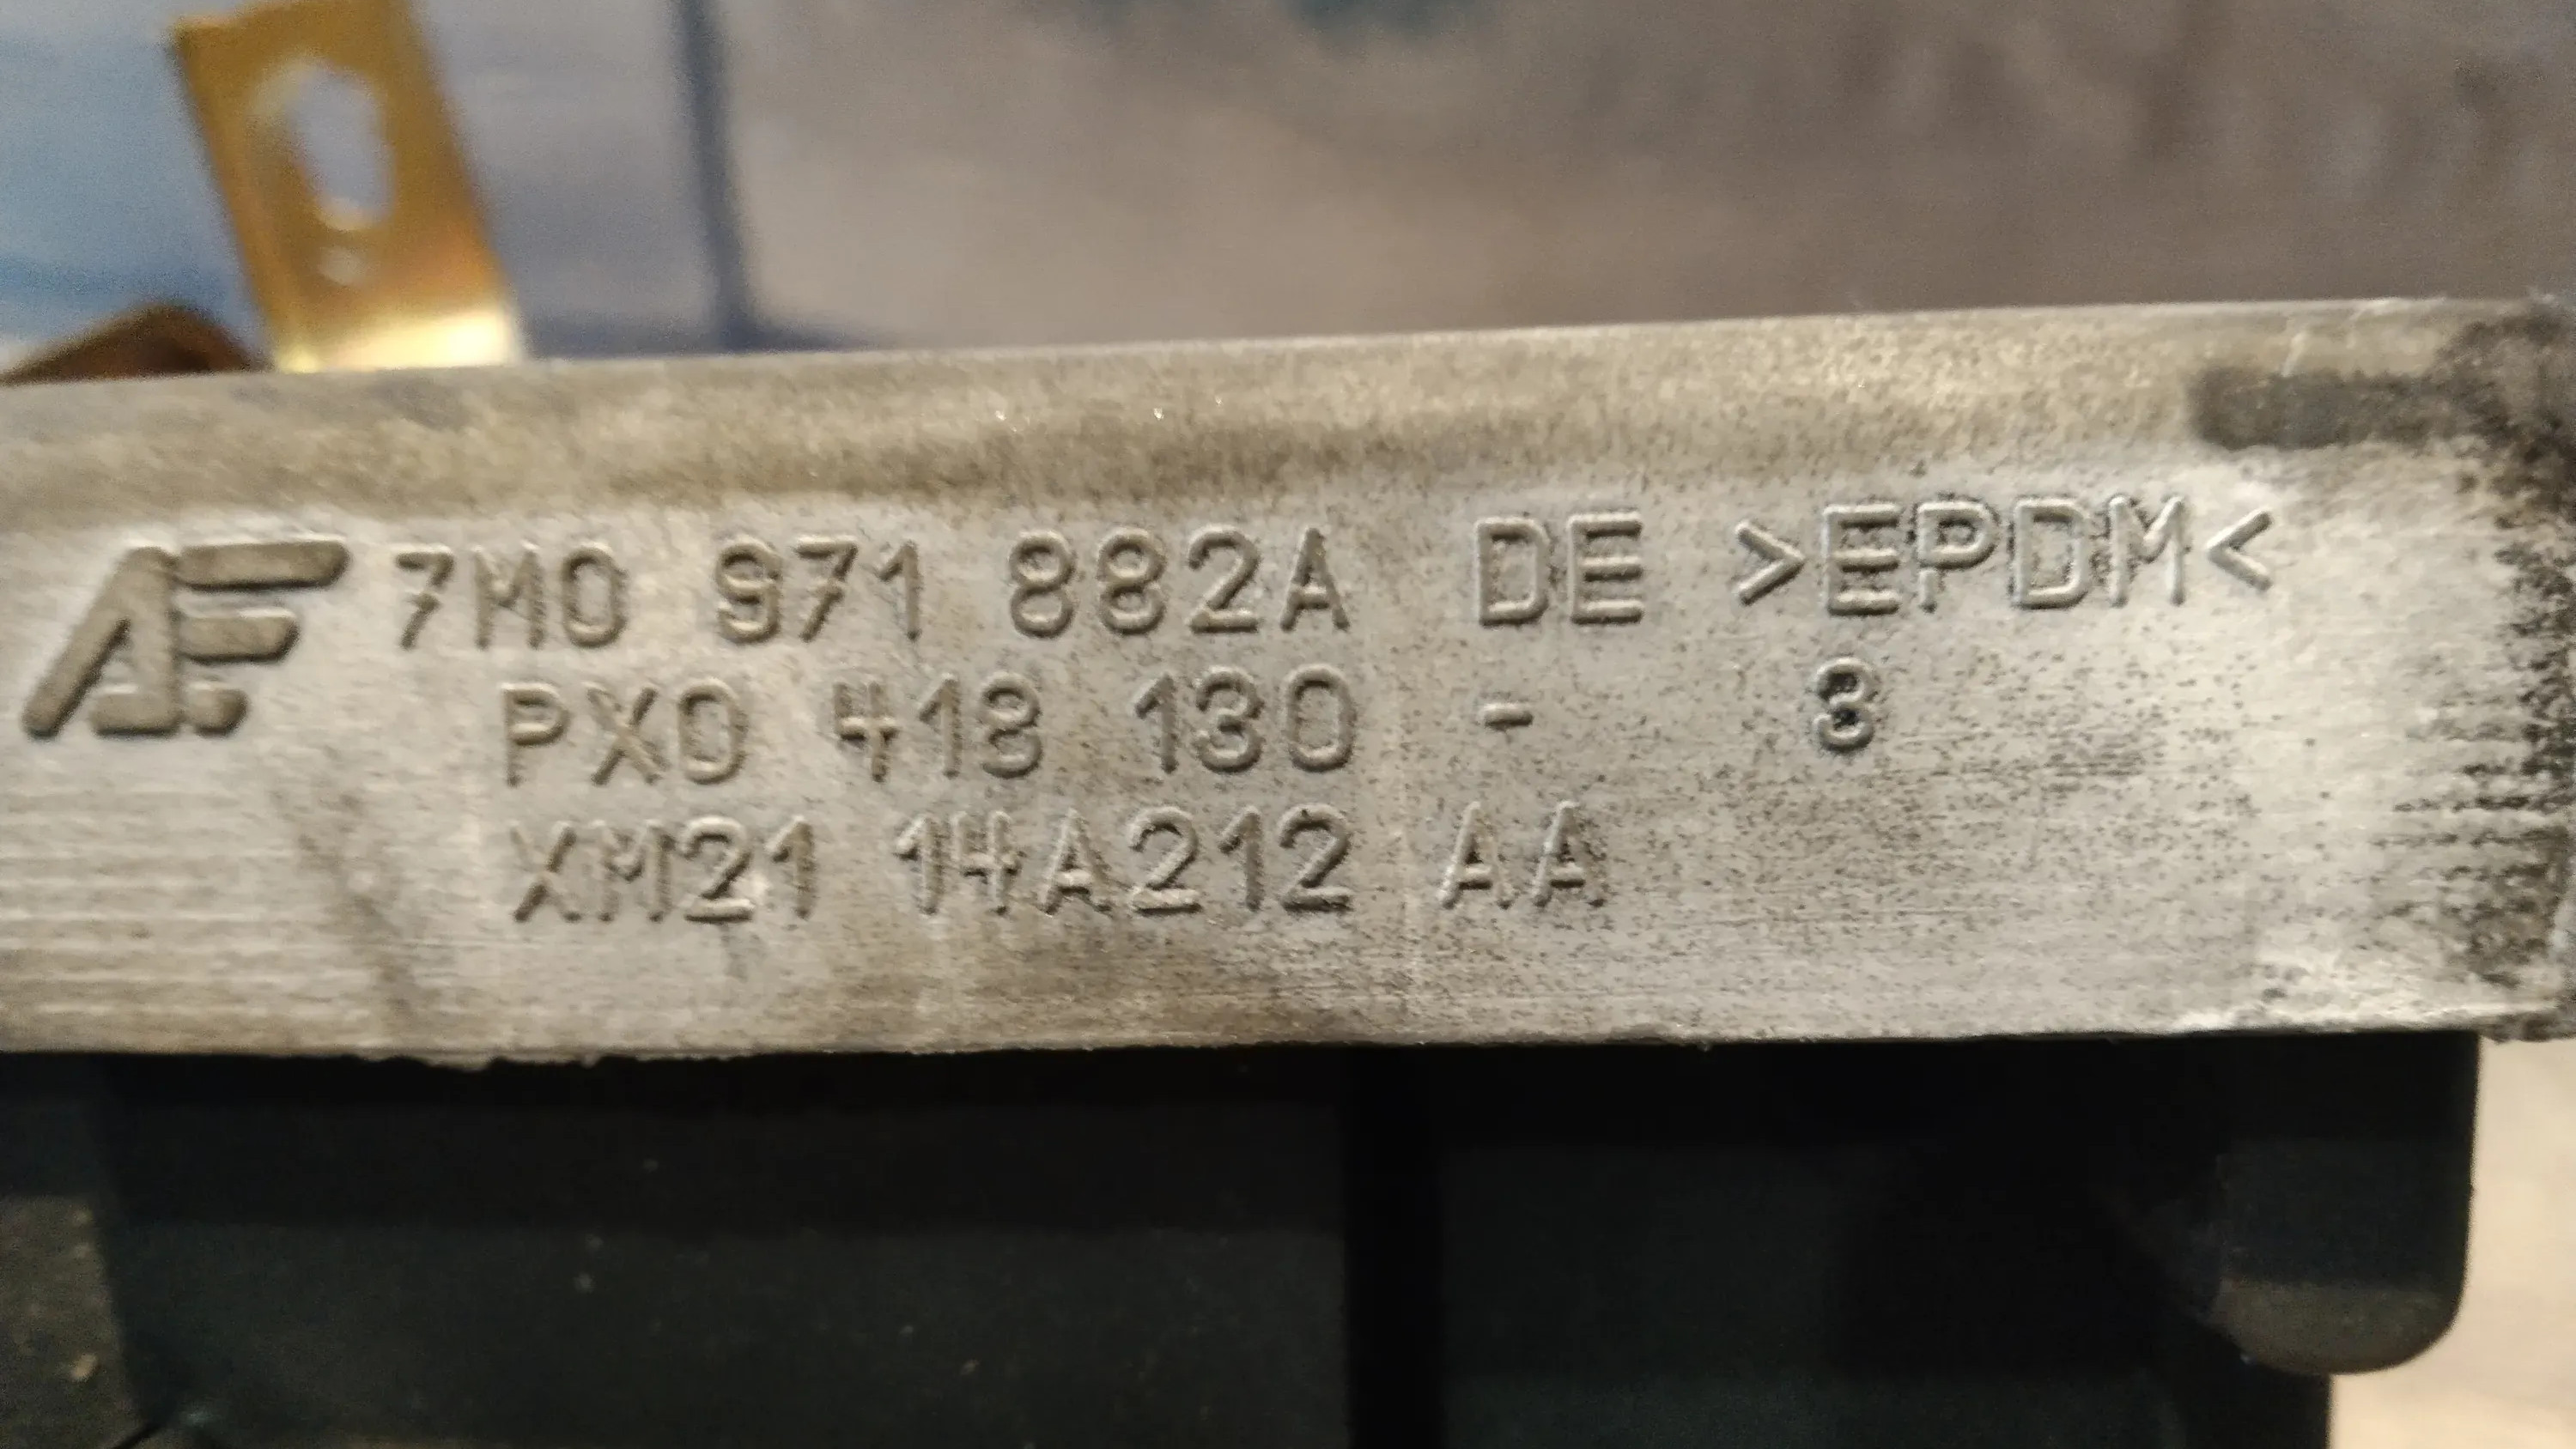 AF 7M0 971 882A DE >EPDM<
PX0 418 130 - 3
XM21 14A212 AA